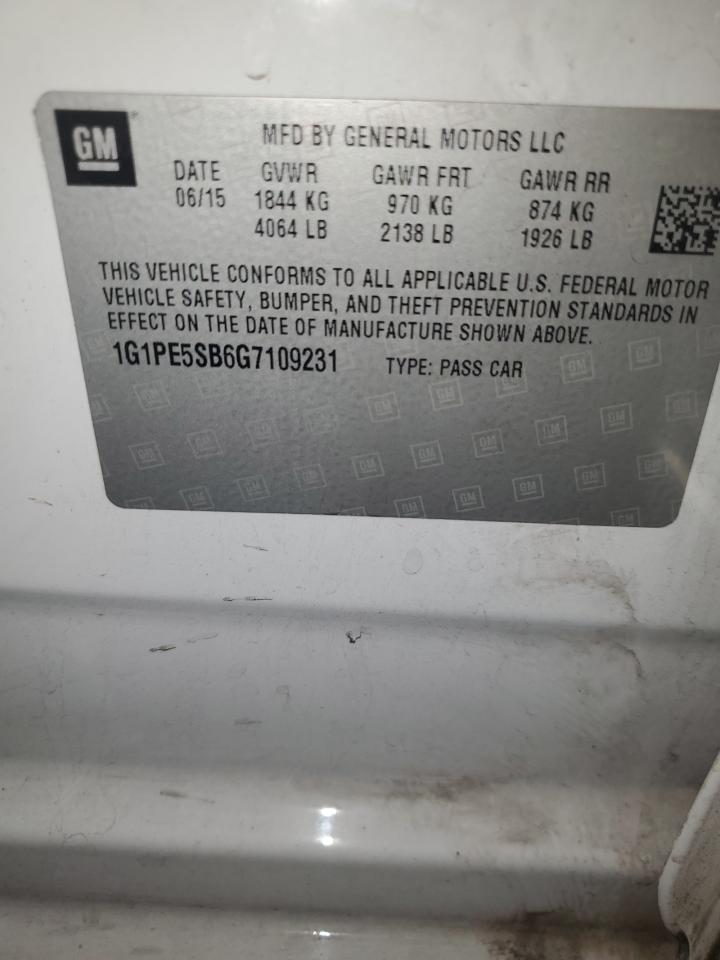 GM
MFD BY GENERAL MOTORS LLC
DATE GVWR GAWR FRT GAWR RR
06/15 1844 KG 970 KG 874 KG
4064 LB 2138 LB 1926 LB
THIS VEHICLE CONFORMS TO ALL APPLICABLE U.S. FEDERAL MOTOR
VEHICLE SAFETY, BUMPER, AND THEFT PREVENTION STANDARDS IN
EFFECT ON THE DATE OF MANUFACTURE SHOWN ABOVE.
1G1PE5SB6G7109231 TYPE: PASS CAR